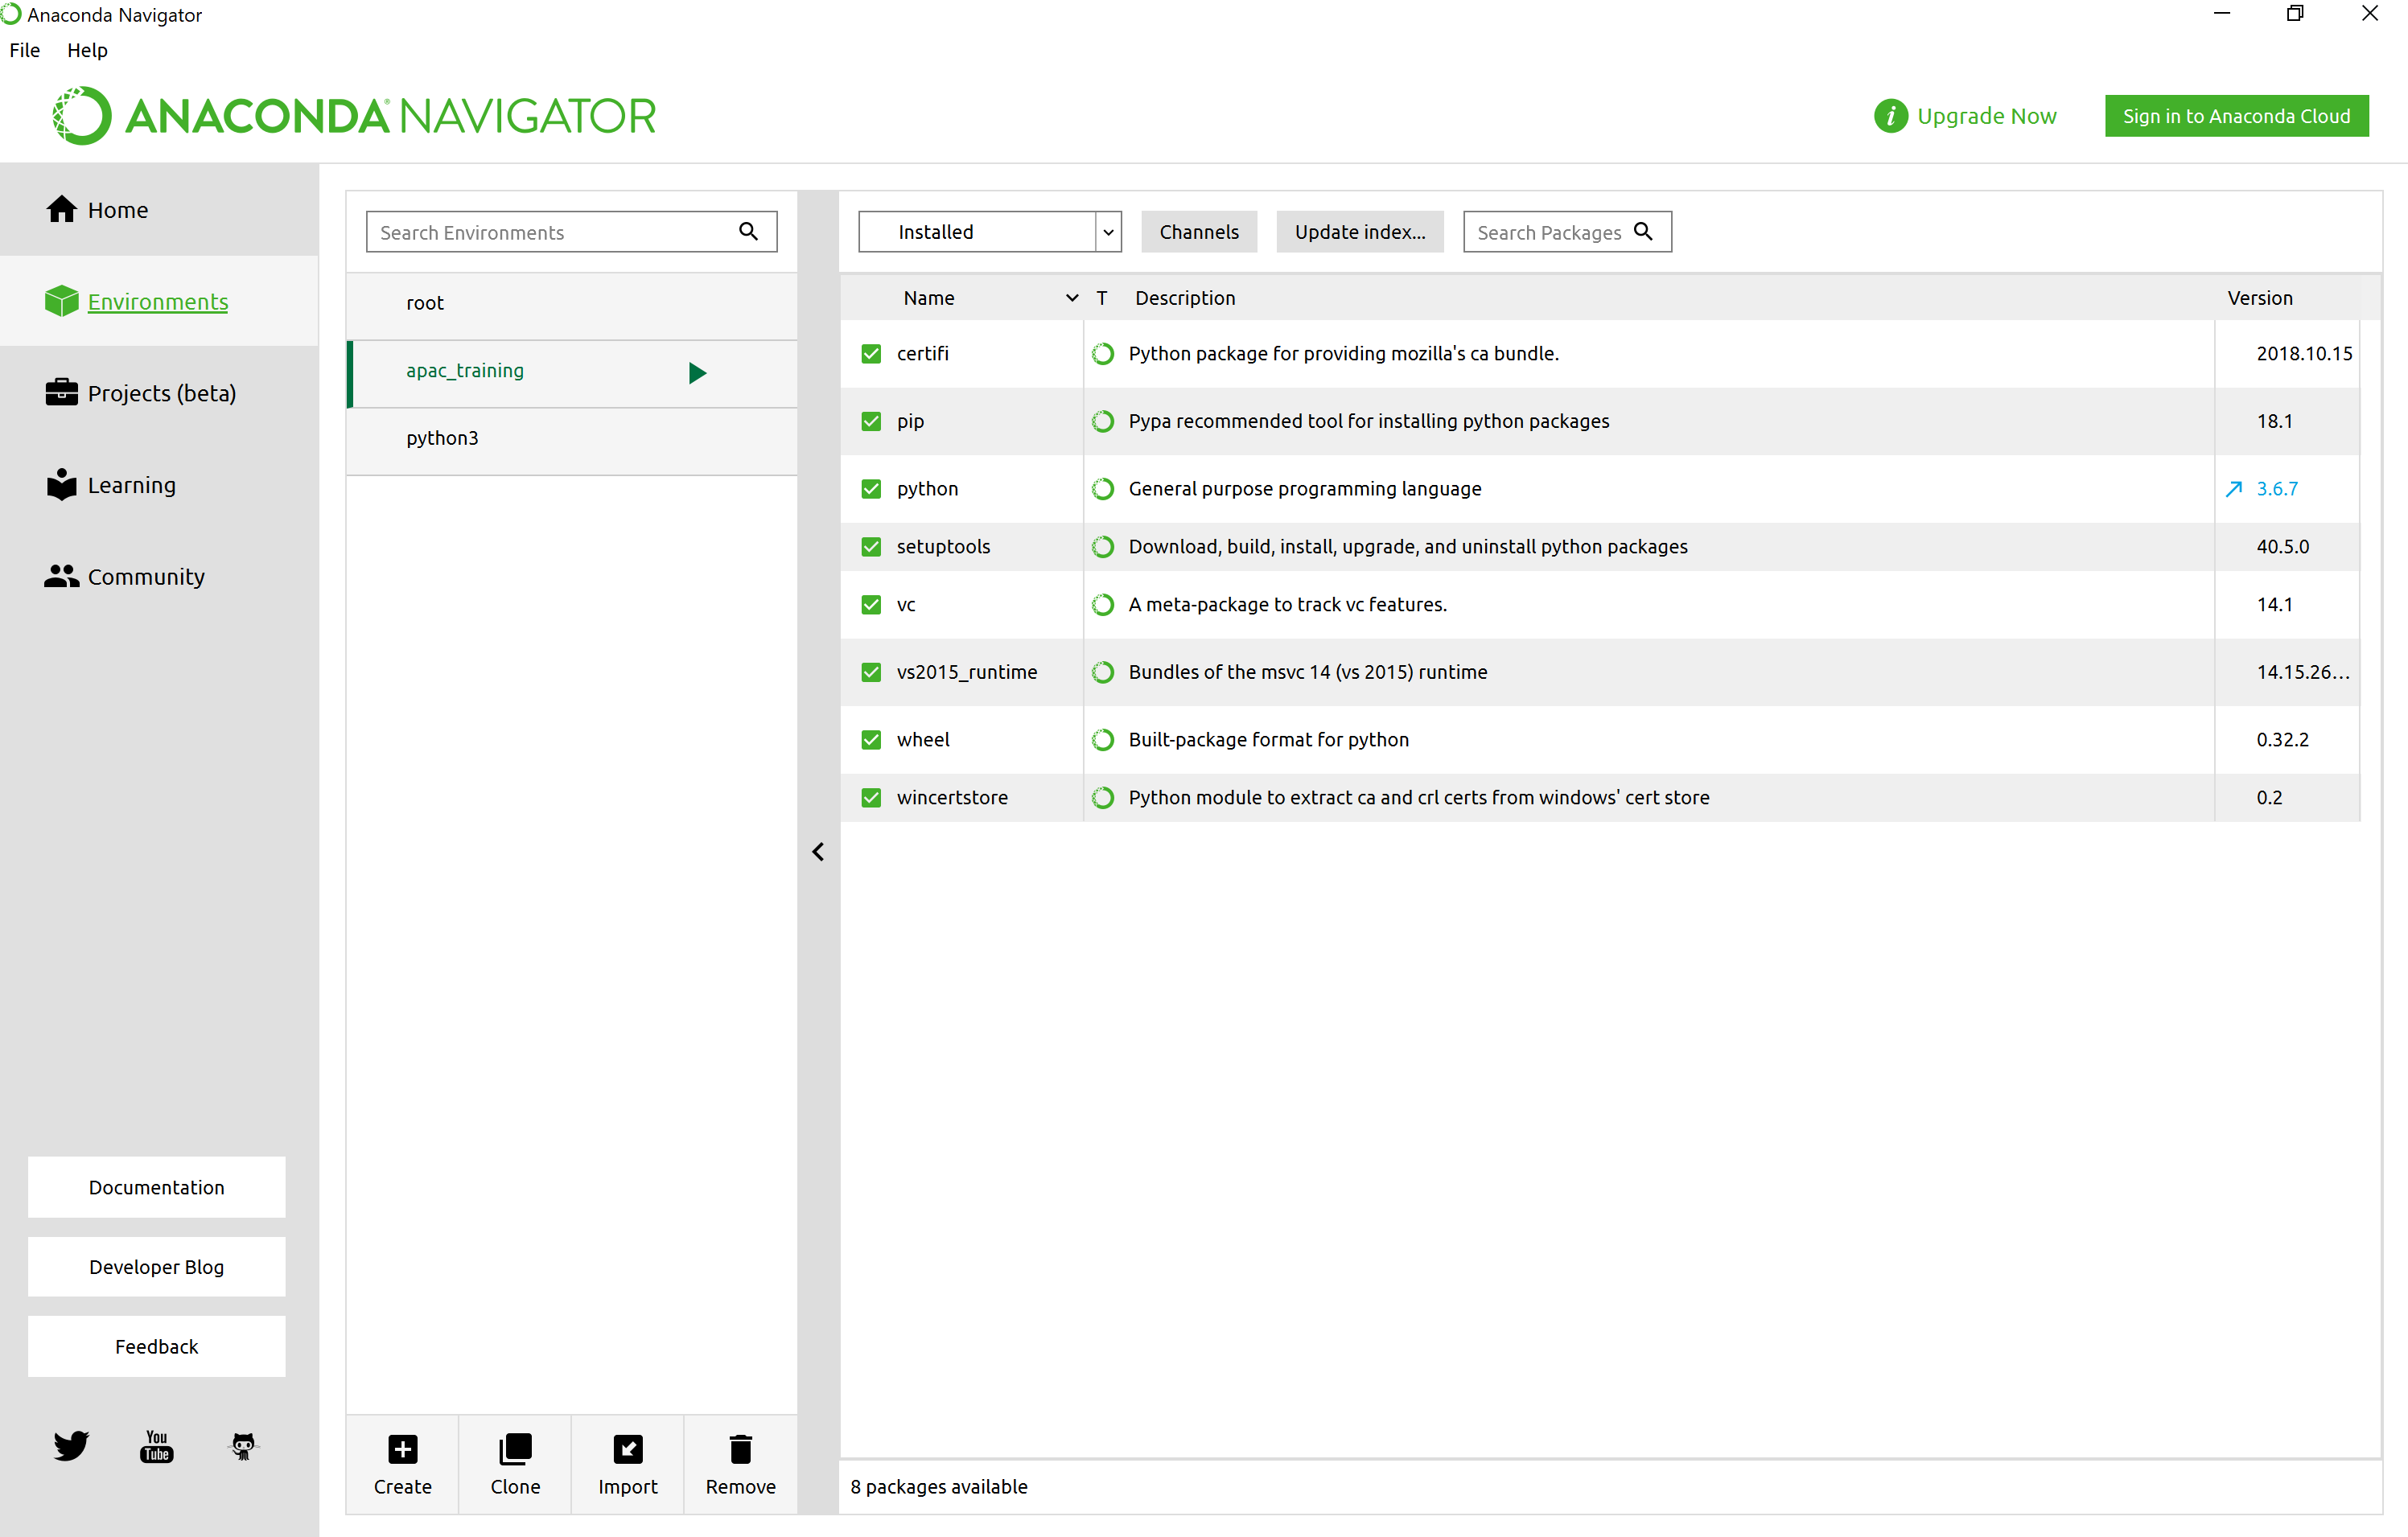 Anaconda Navigator
File Help
ANACONDA® NAVIGATOR
i Upgrade Now
Sign in to Anaconda Cloud
Home
Environments
Projects (beta)
Learning
Community
Documentation
Developer Blog
Feedback
You
Tube
Search Environments
root
apac_training
python3
Create Clone Import Remove
Installed Channels Update index... Search Packages
Name T Description Version
certifi Python package for providing mozilla's ca bundle. 2018.10.15
pip Pypa recommended tool for installing python packages 18.1
python General purpose programming language 3.6.7
setuptools Download, build, install, upgrade, and uninstall python packages 40.5.0
vc A meta-package to track vc features. 14.1
vs2015_runtime Bundles of the msvc 14 (vs 2015) runtime 14.15.26...
wheel Built-package format for python 0.32.2
wincertstore Python module to extract ca and crl certs from windows' cert store 0.2
8 packages available